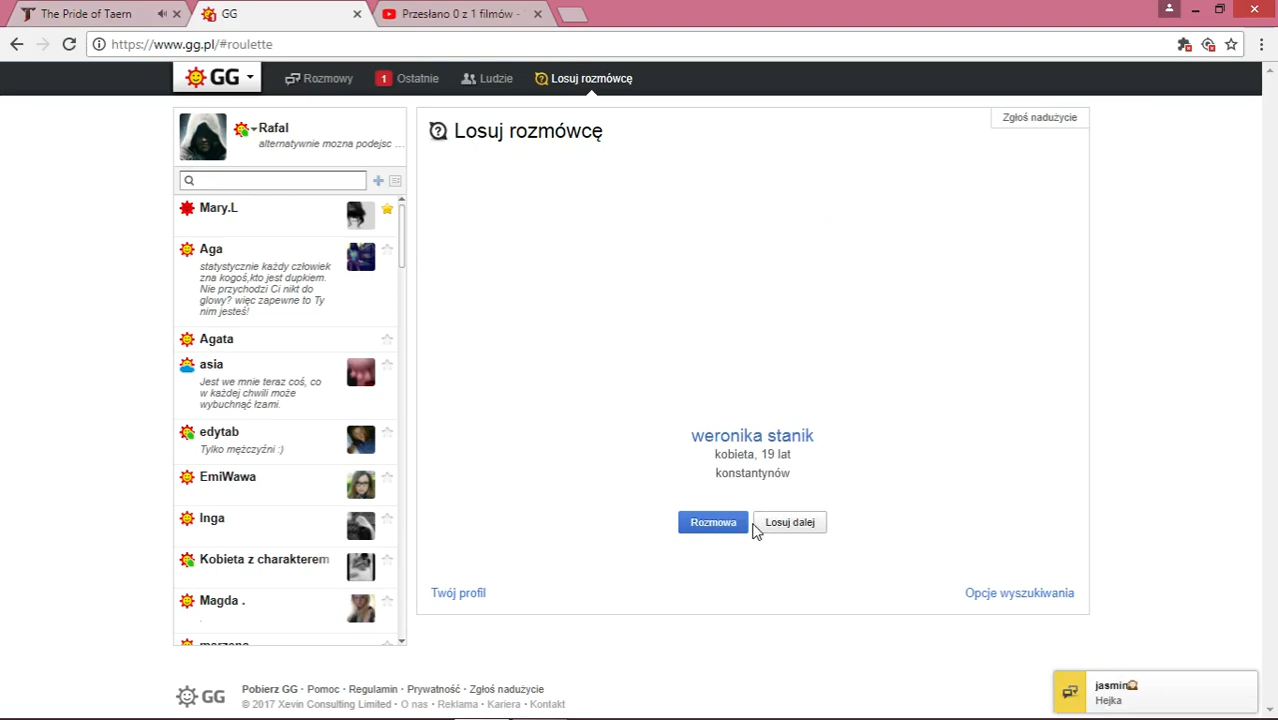 The Pride of Taern
GG
Przesłano 0 z 1 filmów -
https://www.gg.pl/#roulette
GG
Rozmowy
1 Ostatnie
Ludzie
Losuj rozmówcę
Rafal
alternatywnie mozna podejsc ...
Mary.L
Aga
statystycznie każdy człowiek
zna kogoś,kto jest dupkiem.
Nie przychodzi Ci nikt do
glowy? więc zapewne to Ty
nim jesteś!
Agata
asia
Jest we mnie teraz coś, co
w każdej chwili może
wybuchnąć łzami.
edytab
Tylko mężczyźni :)
EmiWawa
Inga
Kobieta z charakterem
Magda .
.
Losuj rozmówcę
Zgłoś nadużycie
weronika stanik
kobieta, 19 lat
konstantynów
Rozmowa
Losuj dalej
Twój profil
Opcje wyszukiwania
GG
Pobierz GG · Pomoc · Regulamin · Prywatność · Zgłoś nadużycie
© 2017 Xevin Consulting Limited · O nas · Reklama · Kariera · Kontakt
jasmin
Hejka